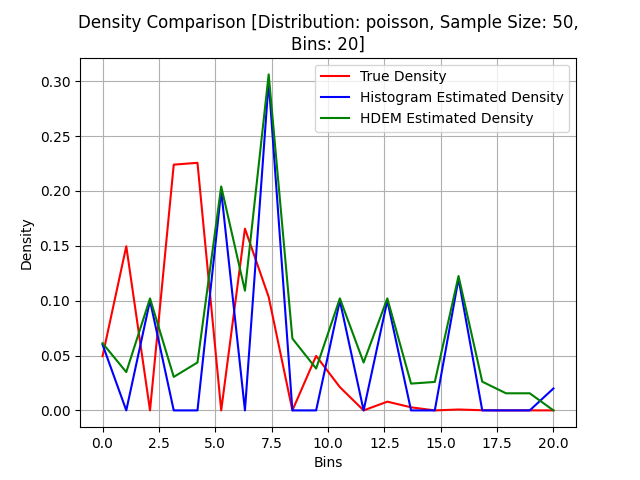 Density Comparison [Distribution: poisson, Sample Size: 50,
Bins: 20]
True Density
Histogram Estimated Density
HDEM Estimated Density
Density
0.30
0.25
0.20
0.15
0.10
0.05
0.00
0.0 2.5 5.0 7.5 10.0 12.5 15.0 17.5 20.0
Bins